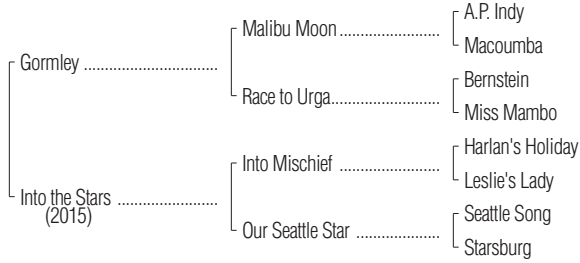 A.P. Indy
Malibu Moon ........................
Macoumba
Gormley ................................
Bernstein
Race to Urga..........................
Miss Mambo
Harlan's Holiday
Into Mischief ........................
Leslie's Lady
Into the Stars ........................
(2015)
Seattle Song
Our Seattle Star ....................
Starsburg